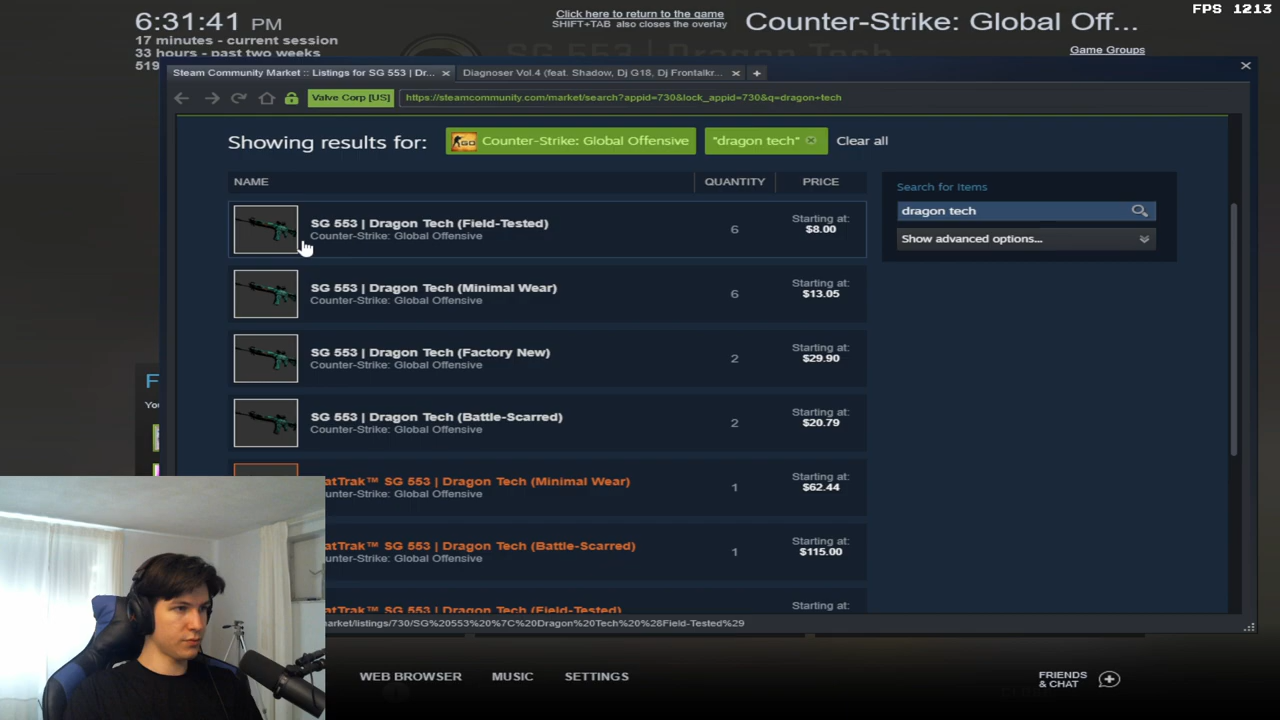 FPS 1213
6:31:41 PM
17 minutes - current session
33 hours - past two weeks
519
Click here to return to the game
SHIFT+TAB also closes the overlay
Counter-Strike: Global Off...
Game Groups
Steam Community Market :: Listings for SG 553 | Dr...
Diagnoser Vol.4 (feat. Shadow, Dj G18, Dj Frontalkr...
Valve Corp [US]
https://steamcommunity.com/market/search?appid=730&lock_appid=730&q=dragon+tech
Showing results for:
Counter-Strike: Global Offensive
"dragon tech"
Clear all
NAME
QUANTITY
PRICE
SG 553 | Dragon Tech (Field-Tested)
Counter-Strike: Global Offensive
6
Starting at:
$8.00
SG 553 | Dragon Tech (Minimal Wear)
Counter-Strike: Global Offensive
6
Starting at:
$13.05
SG 553 | Dragon Tech (Factory New)
Counter-Strike: Global Offensive
2
Starting at:
$29.90
SG 553 | Dragon Tech (Battle-Scarred)
Counter-Strike: Global Offensive
2
Starting at:
$20.79
atTrak™ SG 553 | Dragon Tech (Minimal Wear)
unter-Strike: Global Offensive
1
Starting at:
$62.44
atTrak™ SG 553 | Dragon Tech (Battle-Scarred)
unter-Strike: Global Offensive
1
Starting at:
$115.00
atTrak™ SG 553 | Dragon Tech (Field-Tested)
Starting at:
Search for Items
dragon tech
Show advanced options...
F
You
arket/listings/730/SG%20553%20%7C%20Dragon%20Tech%20%28Field-Tested%29
WEB BROWSER
MUSIC
SETTINGS
FRIENDS
& CHAT